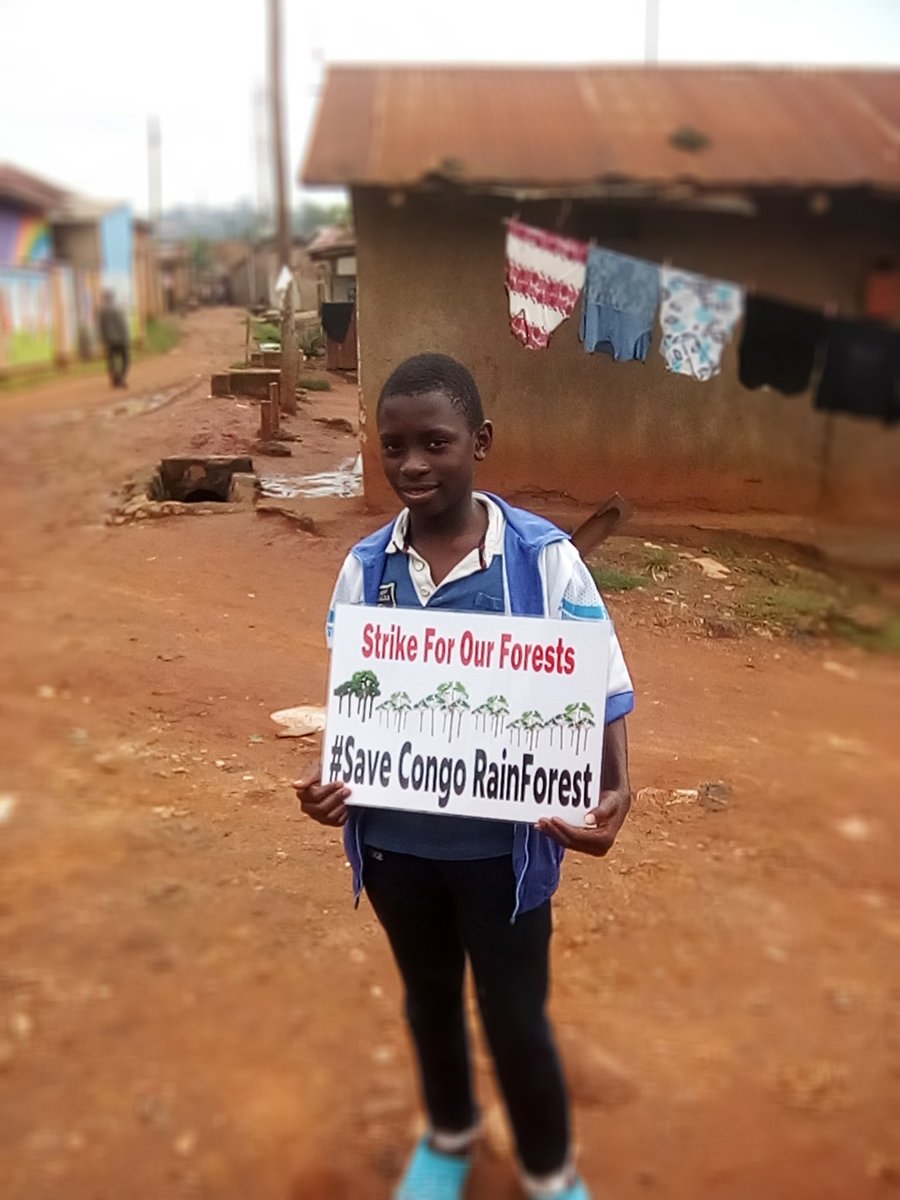 Strike For Our Forests
#Save Congo RainForest